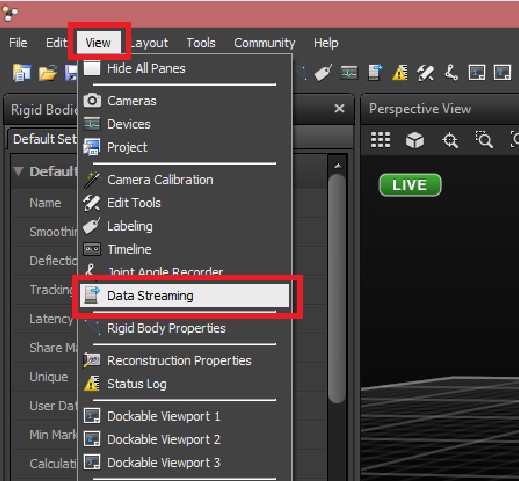 File Edit View Layout Tools Community Help
Hide All Panes
Rigid Bodie
Perspective View
Cameras
Devices
Project
Default Set
Default
LIVE
Camera Calibration
Name
Edit Tools
Smoothin
Labeling
Timeline
Deflectio
Joint Angle Recorder
Tracking
Data Streaming
Latency
Rigid Body Properties
Share Ma
Reconstruction Properties
Unique
Status Log
User Dat
Dockable Viewport 1
Min Mark
Dockable Viewport 2
Calculati
Dockable Viewport 3